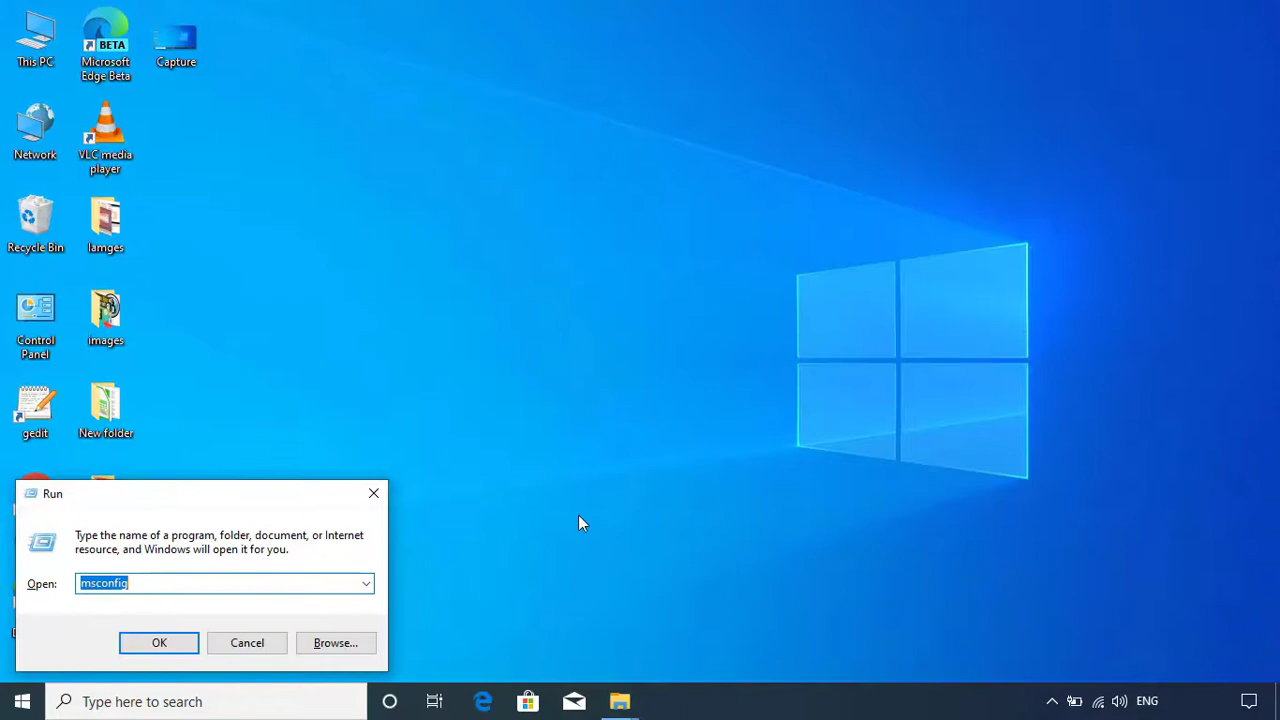 This PC
Microsoft
Edge Beta
BETA
Capture
Network
VLC media
player
Recycle Bin
Iamges
Control
Panel
images
gedit
New folder
Run
Type the name of a program, folder, document, or Internet
resource, and Windows will open it for you.
Open:
msconfig
OK
Cancel
Browse...
Type here to search
ENG